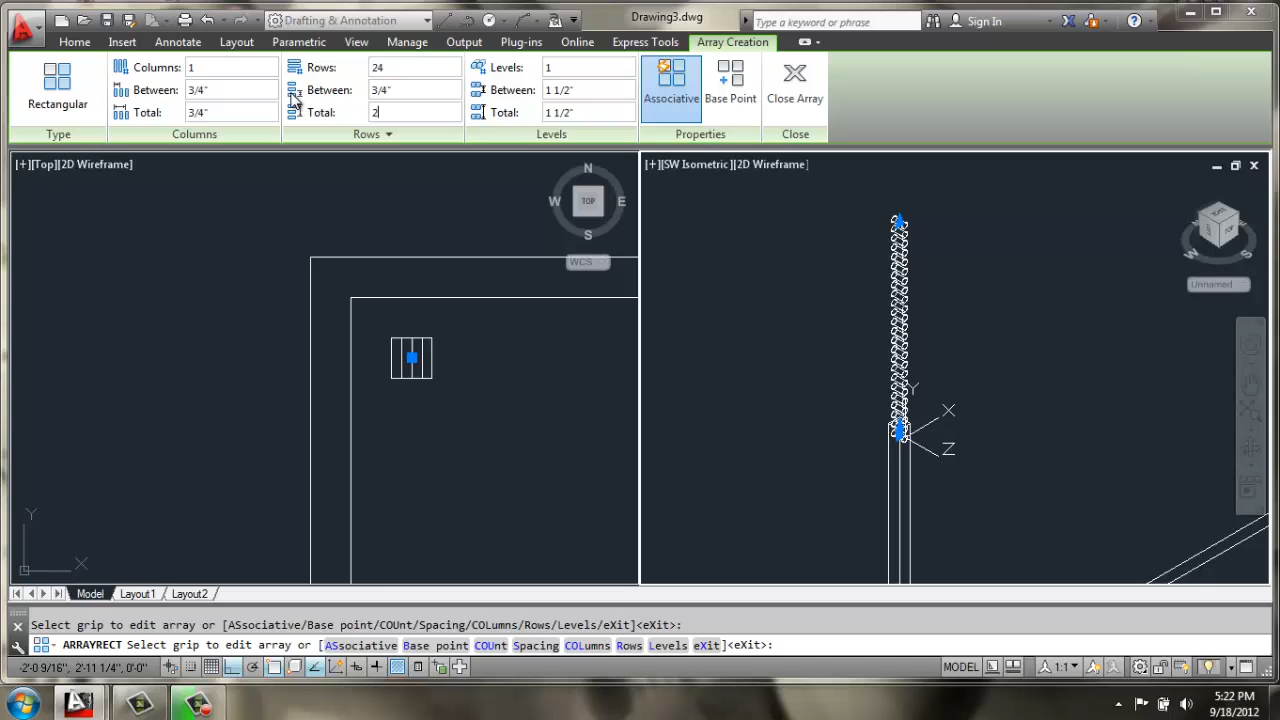 Drafting & Annotation
Drawing3.dwg
Type a keyword or phrase
Sign In
Home Insert Annotate Layout Parametric View Manage Output Plug-ins Online Express Tools Array Creation
Columns: 1
Rows: 24
Levels: 1
Between: 3/4"
Between: 3/4"
Between: 1 1/2"
Total: 3/4"
Total: 2
Total: 1 1/2"
Rectangular
Associative
Base Point
Close Array
Type
Columns
Rows
Levels
Properties
Close
[+][Top][2D Wireframe]
[+][SW Isometric][2D Wireframe]
N
W TOP E
S
WCS
W S
Unnamed
Y
X
Z
Y
X
Model Layout1 Layout2
Select grip to edit array or [ASsociative/Base point/COUnt/Spacing/COLumns/Rows/Levels/eXit]<eXit>:
ARRAYRECT Select grip to edit array or [ASsociative Base point COUnt Spacing COLumns Rows Levels eXit]<eXit>:
-2'-0 9/16", 2'-11 1/4", 0'-0"
MODEL
1:1
5:22 PM
9/18/2012